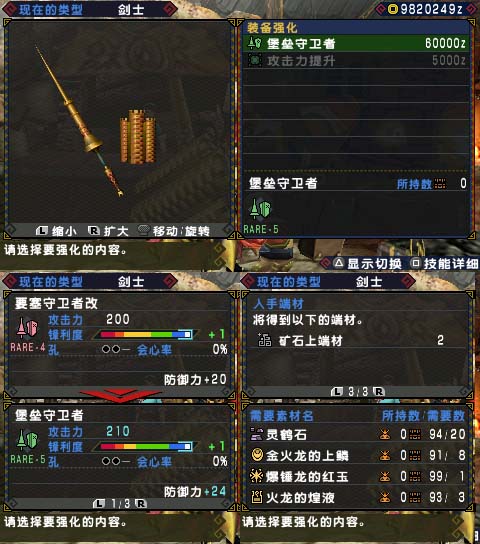 现在的类型 剑士
缩小 扩大 移动/旋转
请选择要强化的内容。
9820249z
装备强化
堡垒守卫者 60000z
攻击力提升 5000z
堡垒守卫者 所持数 0
RARE-5
显示切换 技能详细
现在的类型 剑士
要塞守卫者改
攻击力 200
锋利度 +1
RARE-4 孔 ○○- 会心率 0%
防御力+20
堡垒守卫者
攻击力 210
锋利度 +1
RARE-5 孔 ○○- 会心率 0%
防御力+24
1/3
请选择要强化的内容。
现在的类型 剑士
入手端材
将得到以下的端材。
矿石上端材 2
3/3
需要素材名 所持数/需要数
灵鹤石 0 94/20
金火龙的上鳞 0 91/ 8
爆锤龙的红玉 0 99/ 1
火龙的煌液 0 93/ 3
请选择要强化的内容。